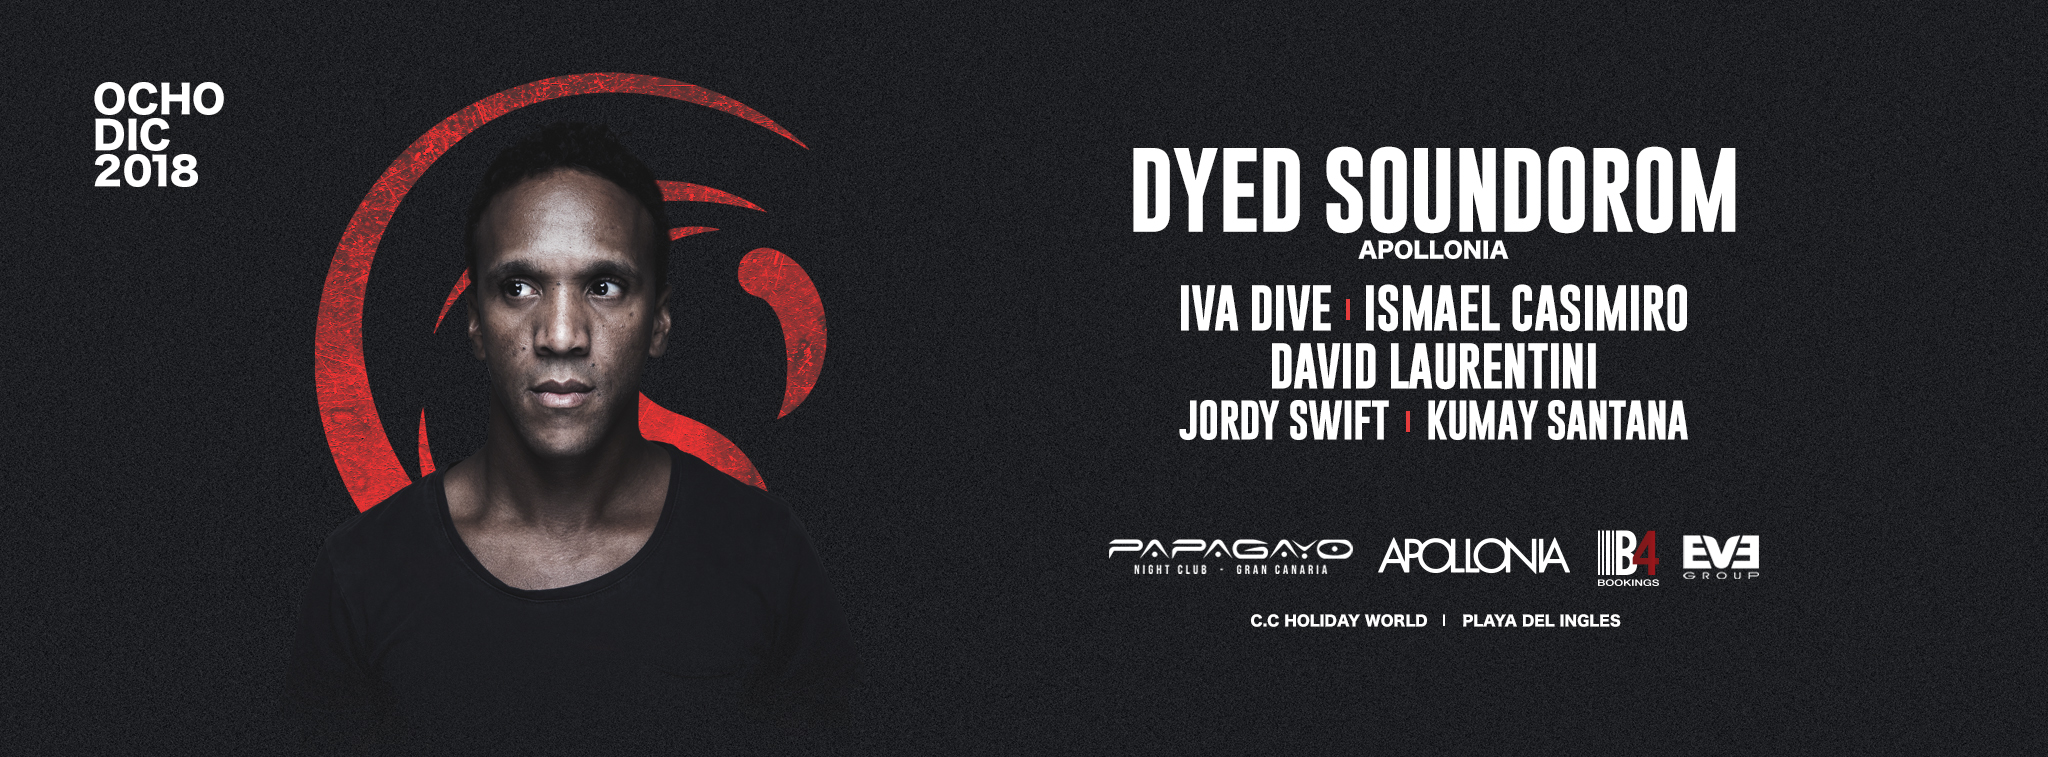 OCHO
DIC
2018
DYED SOUNDOROM
APOLLONIA
IVA DIVE ISMAEL CASIMIRO
DAVID LAURENTINI
JORDY SWIFT KUMAY SANTANA
PAPAGAYO APOLLONIA B4 EVE
NIGHT CLUB - GRAN CANARIA BOOKINGS GROUP
C.C HOLIDAY WORLD | PLAYA DEL INGLES